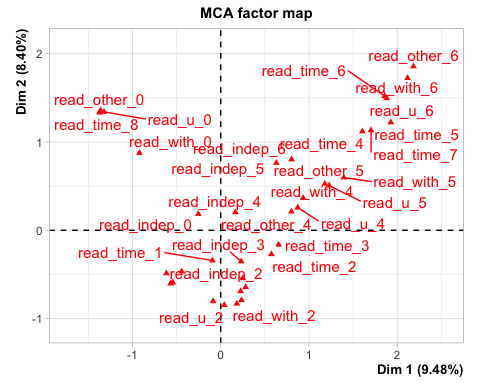 MCA factor map
Dim 2 (8.40%)
2
1
0
-1
read_other_6
read_time_6
read_with_6
read_other_0
read_u_6
read_u_0
read_time_8
read_time_5
read_with_0
read_time_4
read_indep_6
read_time_7
read_indep_5
read_other_5
read_with_5
read_with_4
read_indep_4
read_u_5
read_indep_0
read_other_4
read_u_4
read_indep_3
read_time_3
read_time_1
read_time_2
read_indep_2
read_u_2
read_with_2
-1
0
1
2
Dim 1 (9.48%)